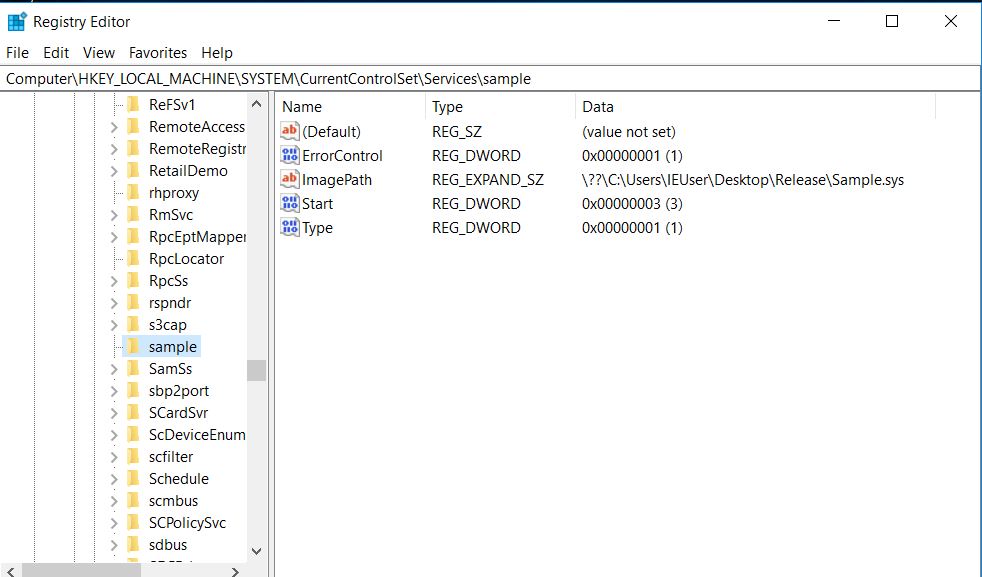 Registry Editor
File Edit View Favorites Help
Computer\HKEY_LOCAL_MACHINE\SYSTEM\CurrentControlSet\Services\sample
ReFSv1
RemoteAccess
RemoteRegistr
RetailDemo
rhproxy
RmSvc
RpcEptMapper
RpcLocator
RpcSs
rspndr
s3cap
sample
SamSs
sbp2port
SCardSvr
ScDeviceEnum
scfilter
Schedule
scmbus
SCPolicySvc
sdbus
Name Type Data
(Default) REG_SZ (value not set)
ErrorControl REG_DWORD 0x00000001 (1)
ImagePath REG_EXPAND_SZ \??\C:\Users\IEUser\Desktop\Release\Sample.sys
Start REG_DWORD 0x00000003 (3)
Type REG_DWORD 0x00000001 (1)